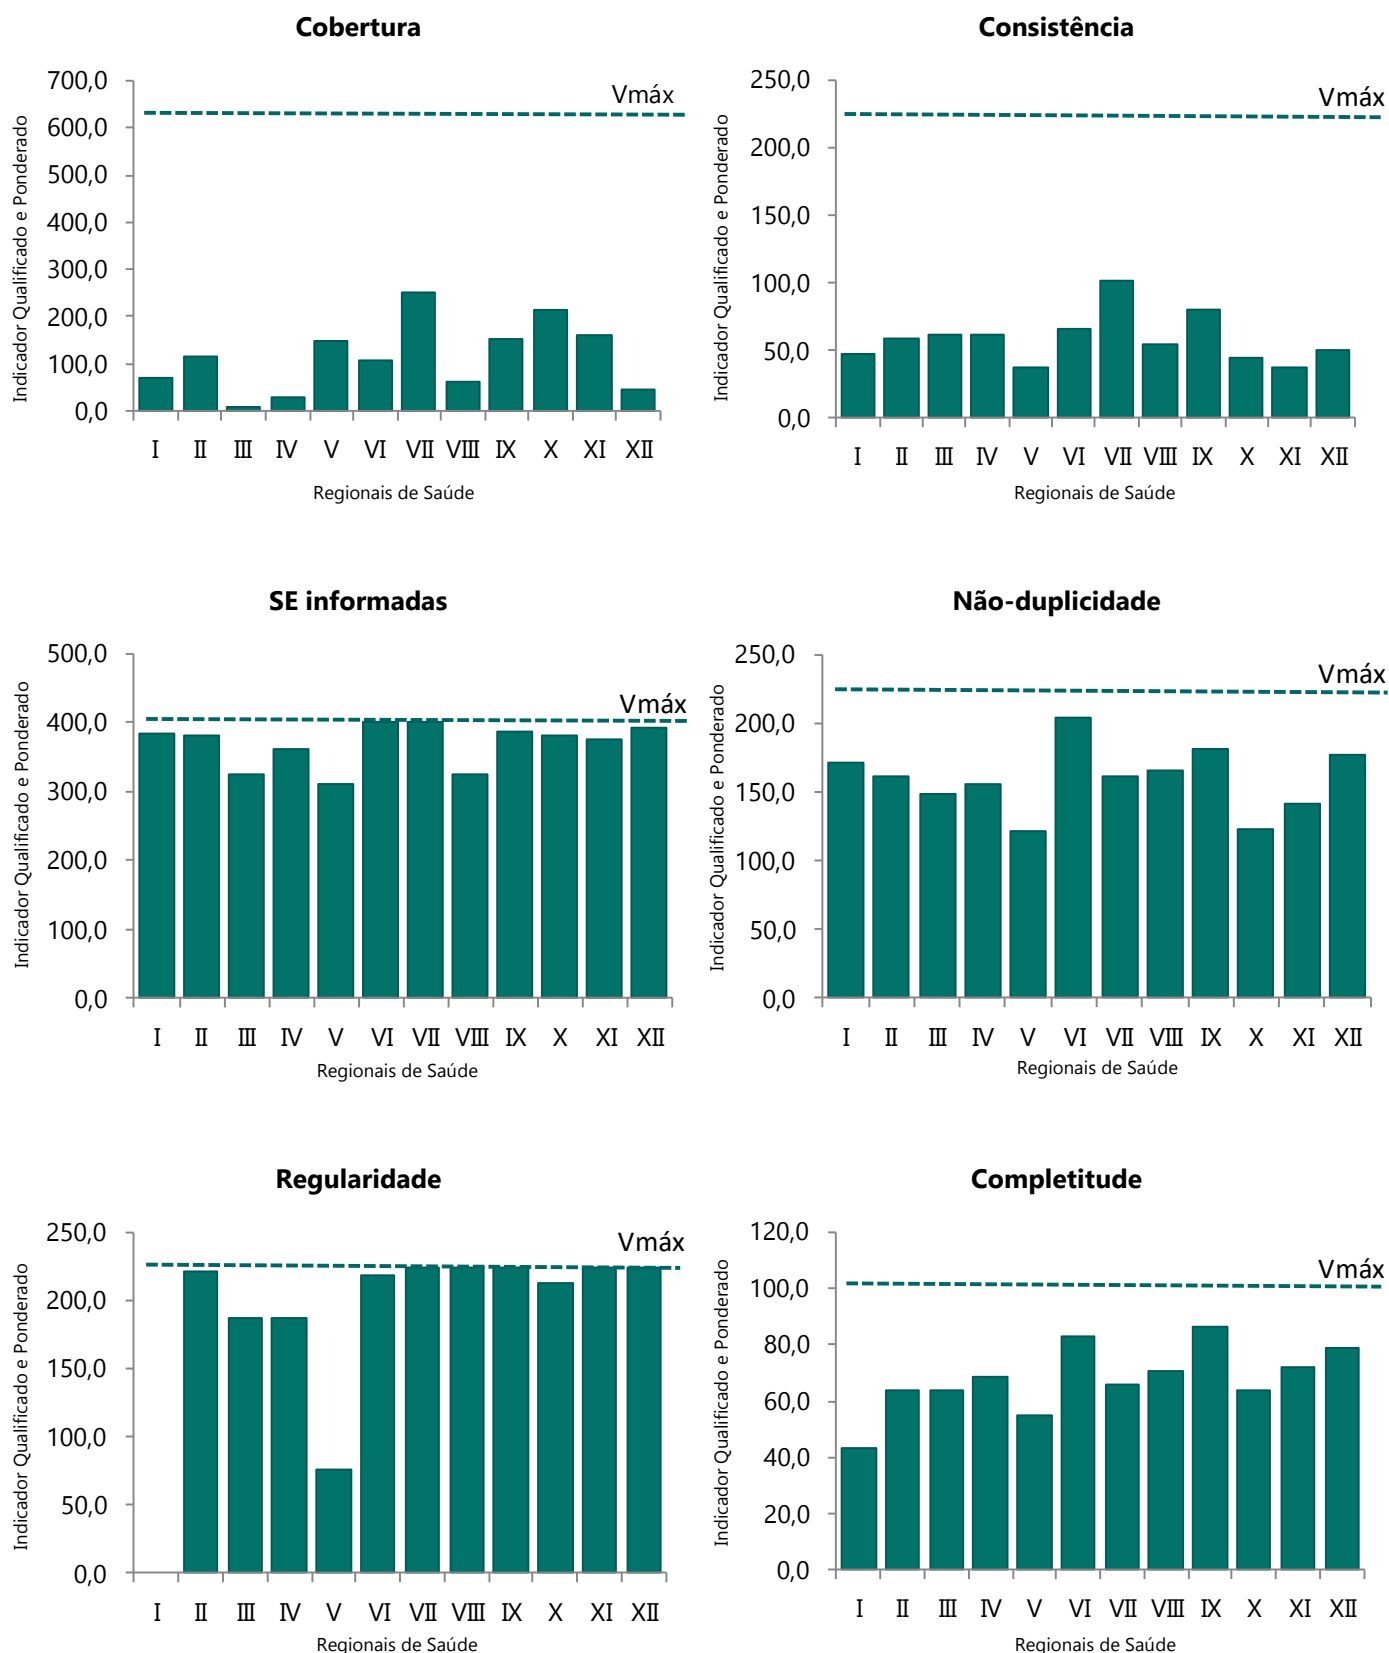 Cobertura
Indicador Qualificado e Ponderado
700,0
600,0
500,0
400,0
300,0
200,0
100,0
0,0
Vmáx
I II III IV V VI VII VIII IX X XI XII
Regionais de Saúde
Consistência
Indicador Qualificado e Ponderado
250,0
200,0
150,0
100,0
50,0
0,0
Vmáx
I II III IV V VI VII VIII IX X XI XII
Regionais de Saúde
SE informadas
Indicador Qualificado e Ponderado
500,0
400,0
300,0
200,0
100,0
0,0
Vmáx
I II III IV V VI VII VIII IX X XI XII
Regionais de Saúde
Não-duplicidade
Indicador Qualificado e Ponderado
250,0
200,0
150,0
100,0
50,0
0,0
Vmáx
I II III IV V VI VII VIII IX X XI XII
Regionais de Saúde
Regularidade
Indicador Qualificado e Ponderado
250,0
200,0
150,0
100,0
50,0
0,0
Vmáx
I II III IV V VI VII VIII IX X XI XII
Regionais de Saúde
Completitude
Indicador Qualificado e Ponderado
120,0
100,0
80,0
60,0
40,0
20,0
0,0
Vmáx
I II III IV V VI VII VIII IX X XI XII
Regionais de Saúde